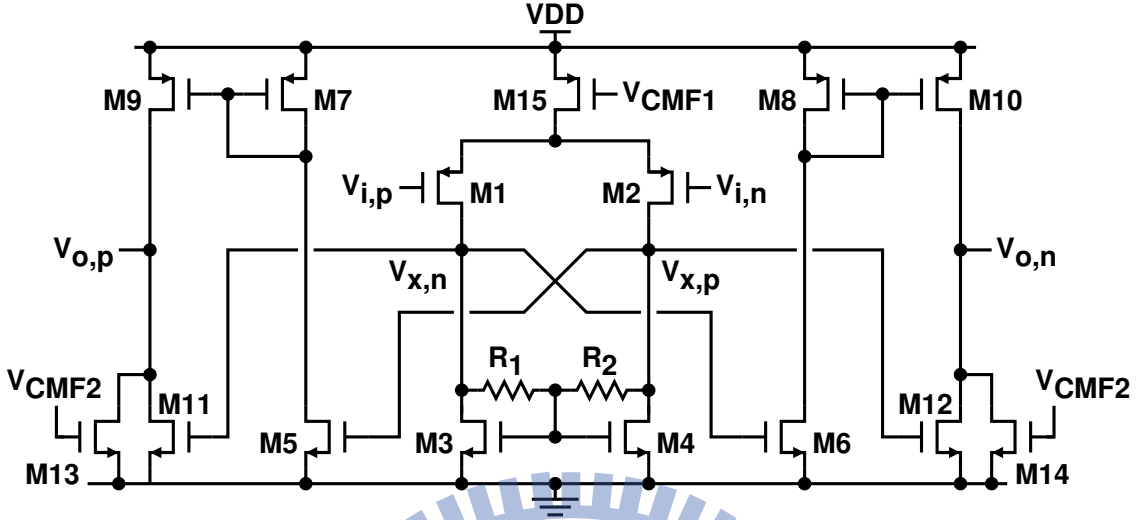 VDD
M9
M7
M15
VCMF1
M8
M10
Vi,p
M1
M2
Vi,n
Vo,p
Vx,n
Vx,p
Vo,n
R1
R2
VCMF2
M11
M12
VCMF2
M5
M3
M4
M6
M13
M14